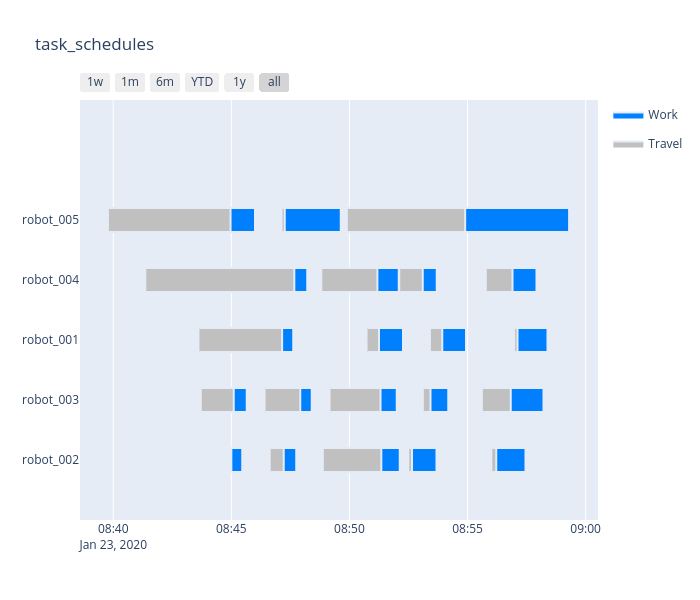 task_schedules
1w 1m 6m YTD 1y all
Work
Travel
robot_005
robot_004
robot_001
robot_003
robot_002
08:40 08:45 08:50 08:55 09:00
Jan 23, 2020